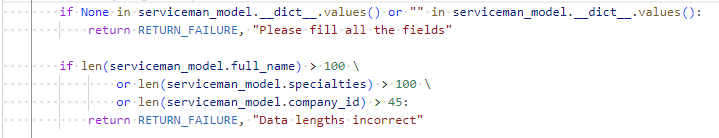 if None in serviceman_model.__dict__.values() or "" in serviceman_model.__dict__.values():
return RETURN_FAILURE, "Please fill all the fields"
if len(serviceman_model.full_name) > 100 \
or len(serviceman_model.specialties) > 100 \
or len(serviceman_model.company_id) > 45:
return RETURN_FAILURE, "Data lengths incorrect"